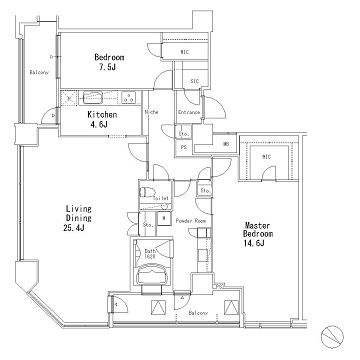 Bedroom
7.5J
WIC
Balcony
SIC
Kitchen
4.6J
Niche
Entrance
Sto.
PS
MB
WIC
Living
Dining
25.4J
Toilet
Sto.
Sto.
Powder Room
Master
Bedroom
14.6J
Bath
1620
Balcony